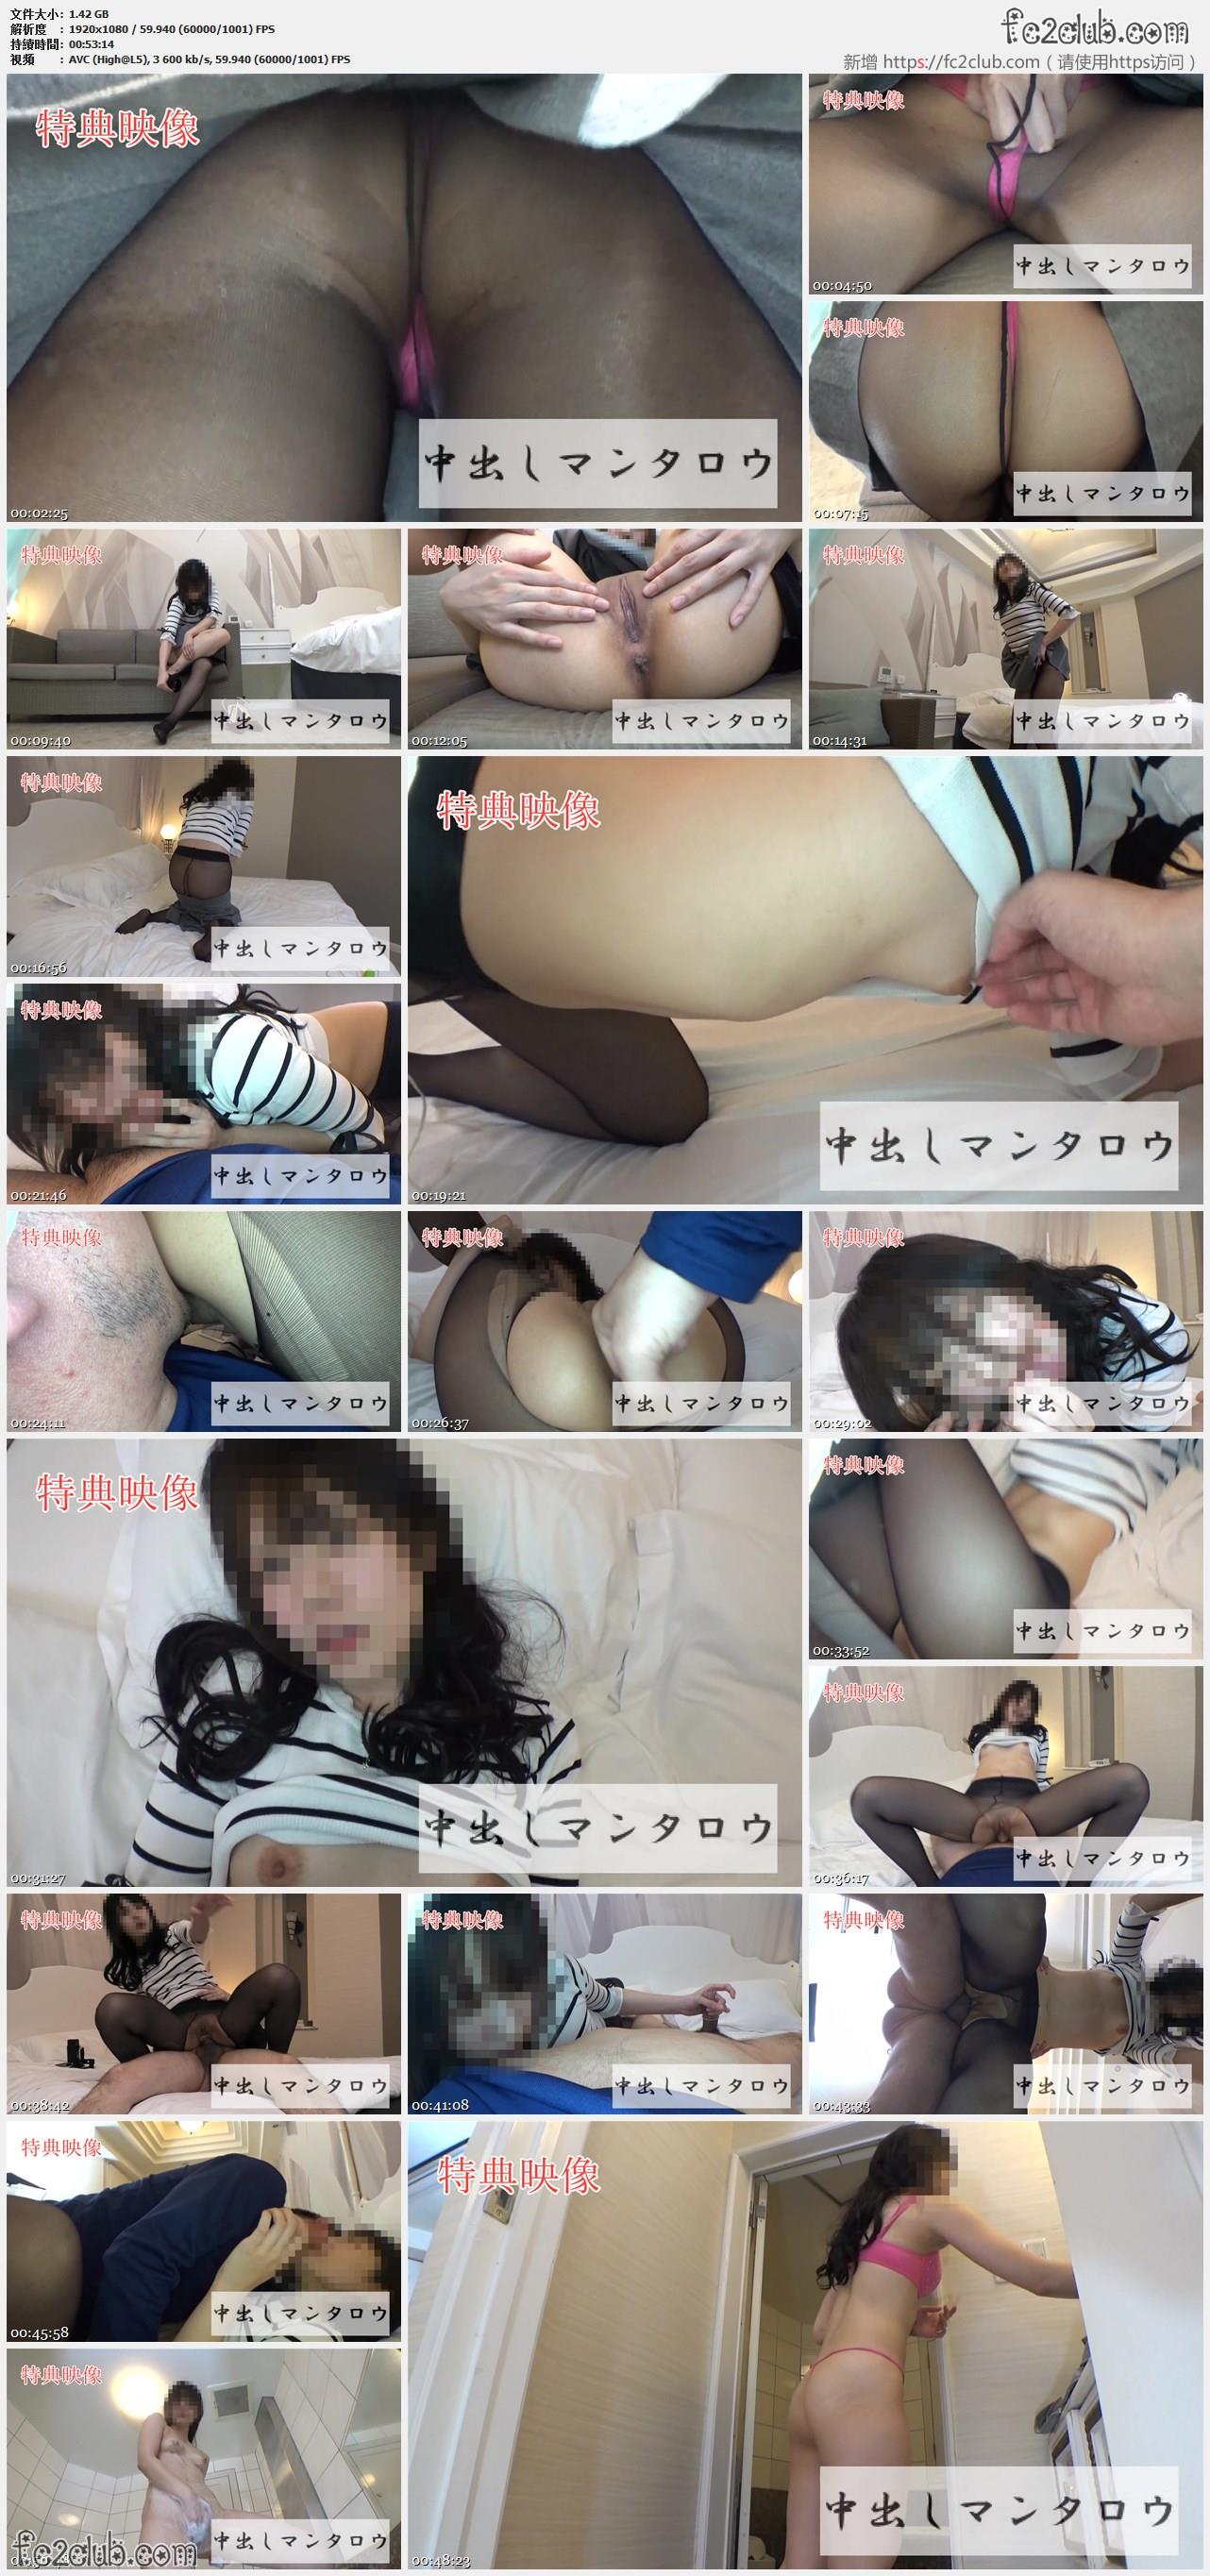 文件大小: 1.42 GB
解析度 : 1920x1080 / 59.940 (60000/1001) FPS
持續時間: 00:53:14
視頻 : AVC (High@L5), 3 600 kb/s, 59.940 (60000/1001) FPS
fc2club.com
新增 https://fc2club.com ( 请使用https访问 )
特典映像
中出しマンタロウ
00:02:25
特典映像
中出しマンタロウ
00:04:50
特典映像
中出しマンタロウ
00:07:15
特典映像
中出しマンタロウ
00:09:40
特典映像
中出しマンタロウ
00:12:05
特典映像
中出しマンタロウ
00:14:31
特典映像
中出しマンタロウ
00:16:56
特典映像
中出しマンタロウ
00:19:21
特典映像
中出しマンタロウ
00:21:46
特典映像
中出しマンタロウ
00:24:11
特典映像
中出しマンタロウ
00:26:37
特典映像
中出しマンタロウ
00:29:02
特典映像
中出しマンタロウ
00:31:27
特典映像
中出しマンタロウ
00:33:52
特典映像
中出しマンタロウ
00:36:17
特典映像
中出しマンタロウ
00:38:42
特典映像
中出しマンタロウ
00:41:08
特典映像
中出しマンタロウ
00:43:33
特典映像
中出しマンタロウ
00:45:58
特典映像
中出しマンタロウ
00:48:23
特典映像
中出しマンタロウ
fc2club.com